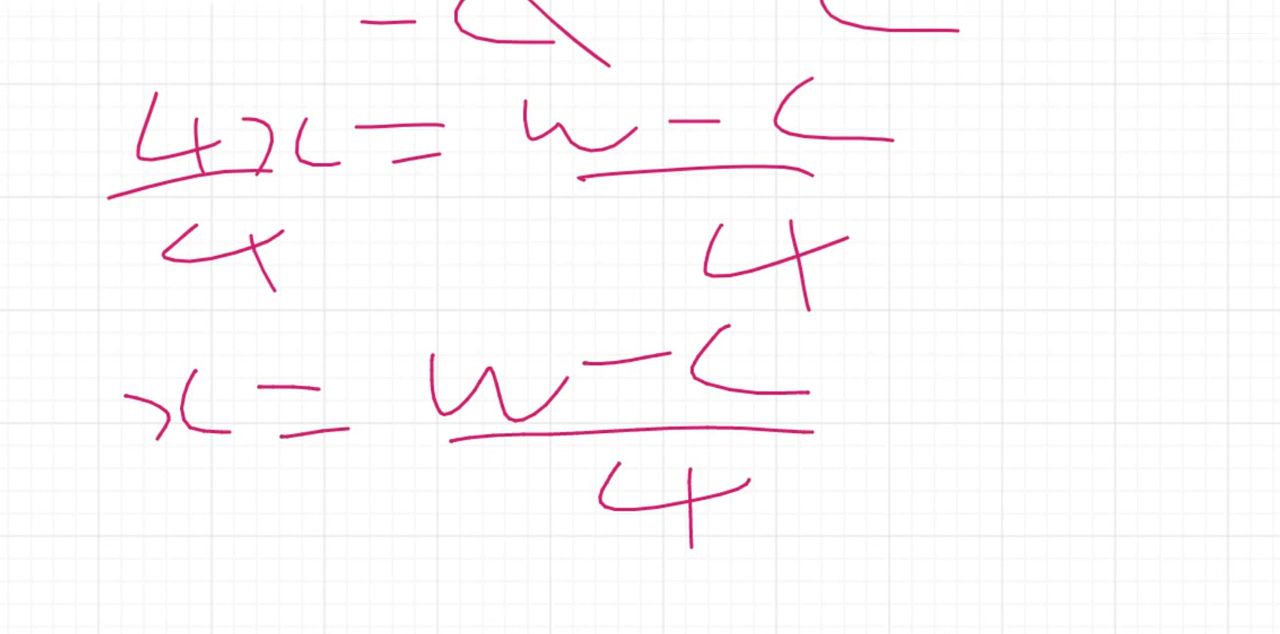 - C C
4x = w - C
4 4
x = w - C
4